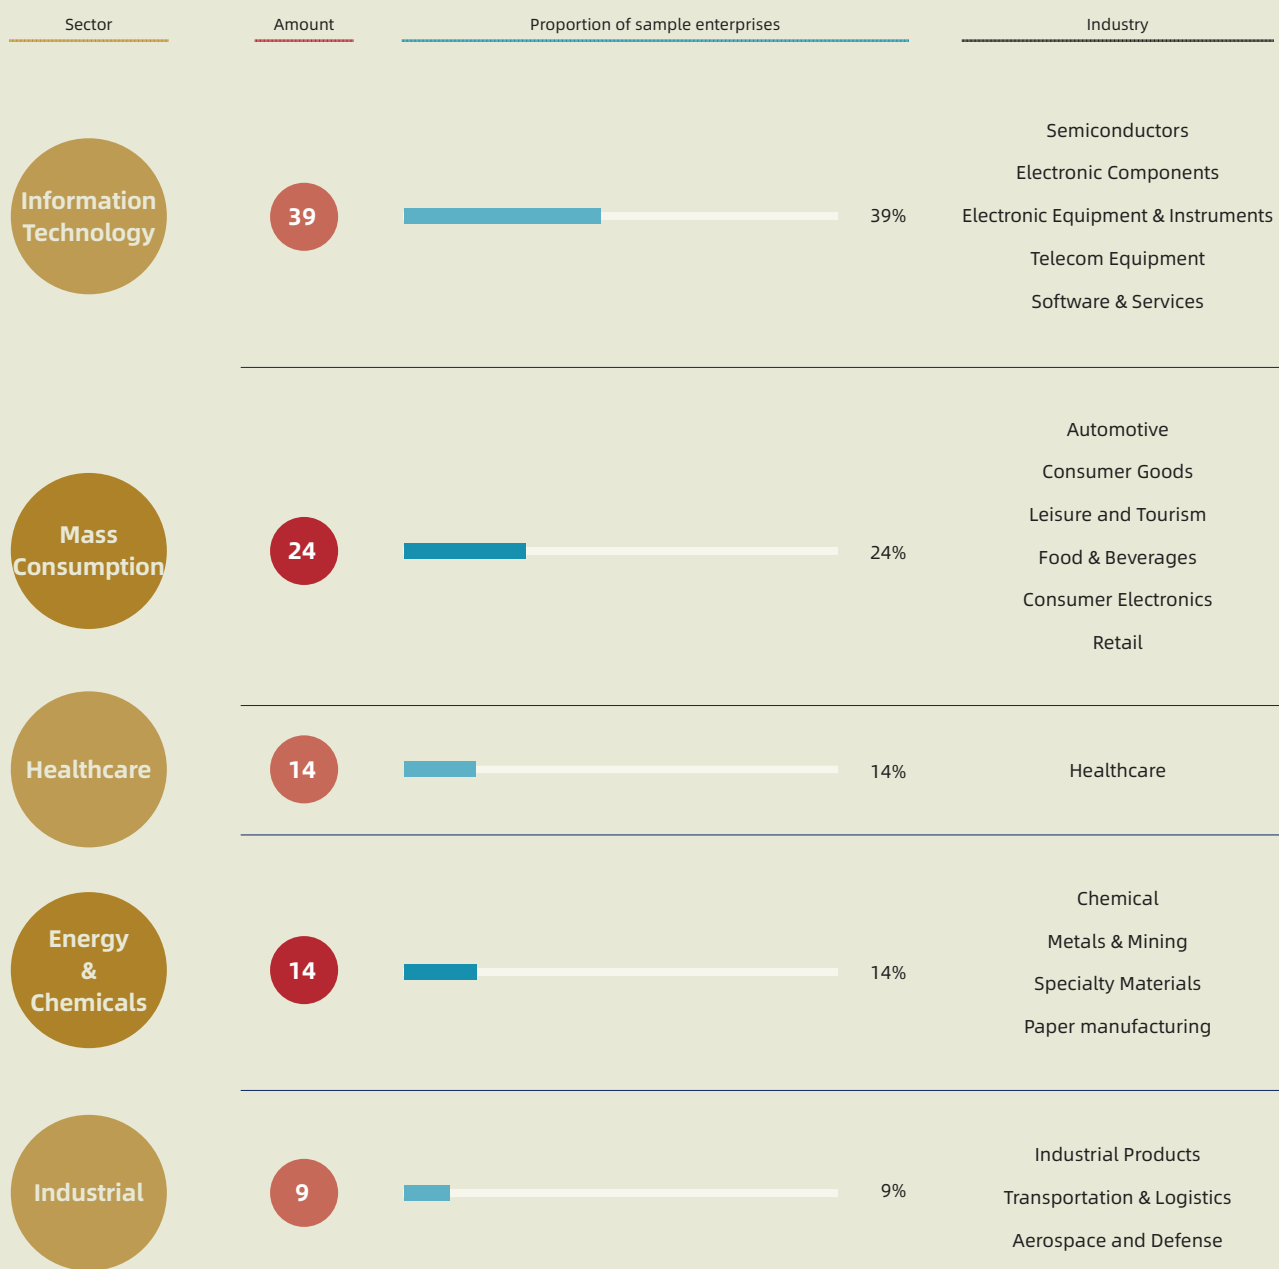 Sector
Amount
Proportion of sample enterprises
Industry
Information
Technology
39
39%
Semiconductors
Electronic Components
Electronic Equipment & Instruments
Telecom Equipment
Software & Services
Mass
Consumption
24
24%
Automotive
Consumer Goods
Leisure and Tourism
Food & Beverages
Consumer Electronics
Retail
Healthcare
14
14%
Healthcare
Energy
&
Chemicals
14
14%
Chemical
Metals & Mining
Specialty Materials
Paper manufacturing
Industrial
9
9%
Industrial Products
Transportation & Logistics
Aerospace and Defense